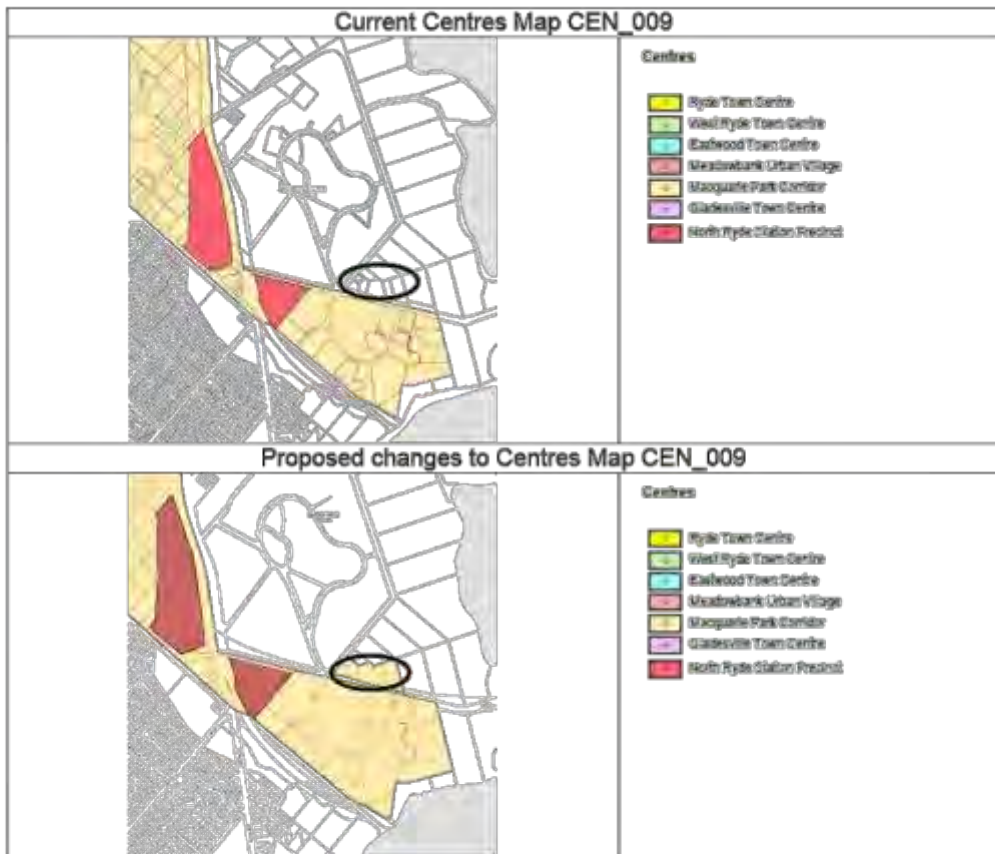 Current Centres Map CEN_009
Centres
Ryde Town Centre
West Ryde Town Centre
Eastwood Town Centre
Meadowbank Urban Village
Macquarie Park Corridor
Gladesville Town Centre
North Ryde Station Precinct
Proposed changes to Centres Map CEN_009
Centres
Ryde Town Centre
West Ryde Town Centre
Eastwood Town Centre
Meadowbank Urban Village
Macquarie Park Corridor
Gladesville Town Centre
North Ryde Station Precinct